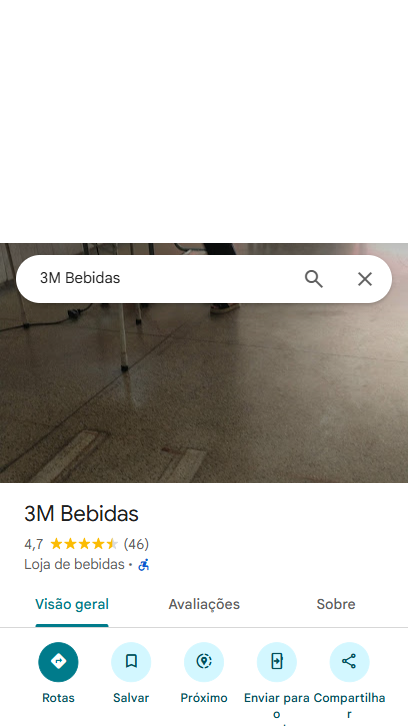 3M Bebidas
3M Bebidas
4,7 (46)
Loja de bebidas ·
Visão geral Avaliações Sobre
Rotas Salvar Próximo Enviar para Compartilha
o r